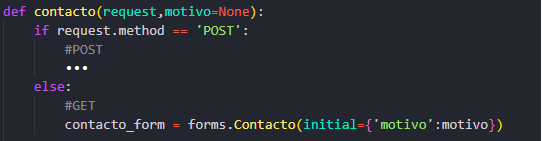 def contacto(request,motivo=None):
    if request.method == 'POST':
        #POST
        •••
    else:
        #GET
        contacto_form = forms.Contacto(initial={'motivo':motivo})